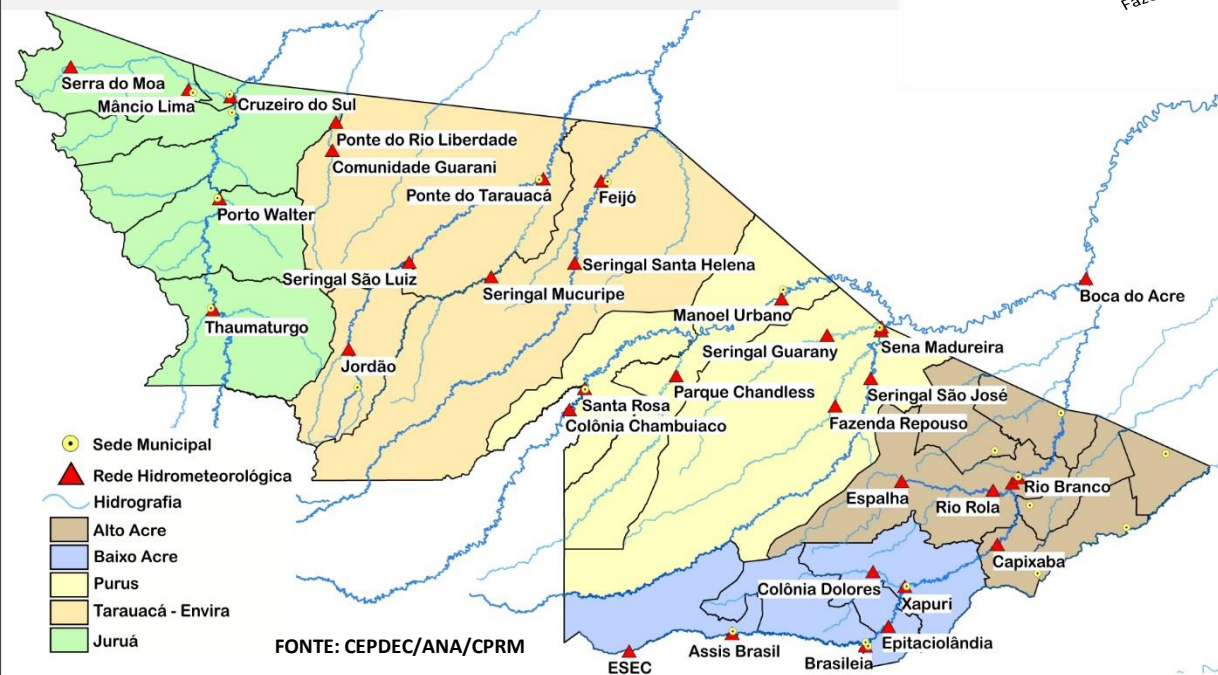 Serra do Moa
Mâncio Lima
Cruzeiro do Sul
Ponte do Rio Liberdade
Comunidade Guarani
Ponte do Tarauacá
Feijó
Porto Walter
Seringal São Luiz
Seringal Santa Helena
Seringal Mucuripe
Boca do Acre
Manoel Urbano
Thaumaturgo
Seringal Guarany
Sena Madureira
Jordão
Parque Chandless
Seringal São José
Santa Rosa
Fazenda Repouso
Colônia Chambuiaco
Espalha
Rio Rola
Rio Branco
Capixaba
Colônia Dolores
Xapuri
Epitaciolândia
Assis Brasil
Brasileia
ESEC
Sede Municipal
Rede Hidrometeorológica
Hidrografia
Alto Acre
Baixo Acre
Purus
Tarauacá - Envira
Juruá
FONTE: CEPDEC/ANA/CPRM